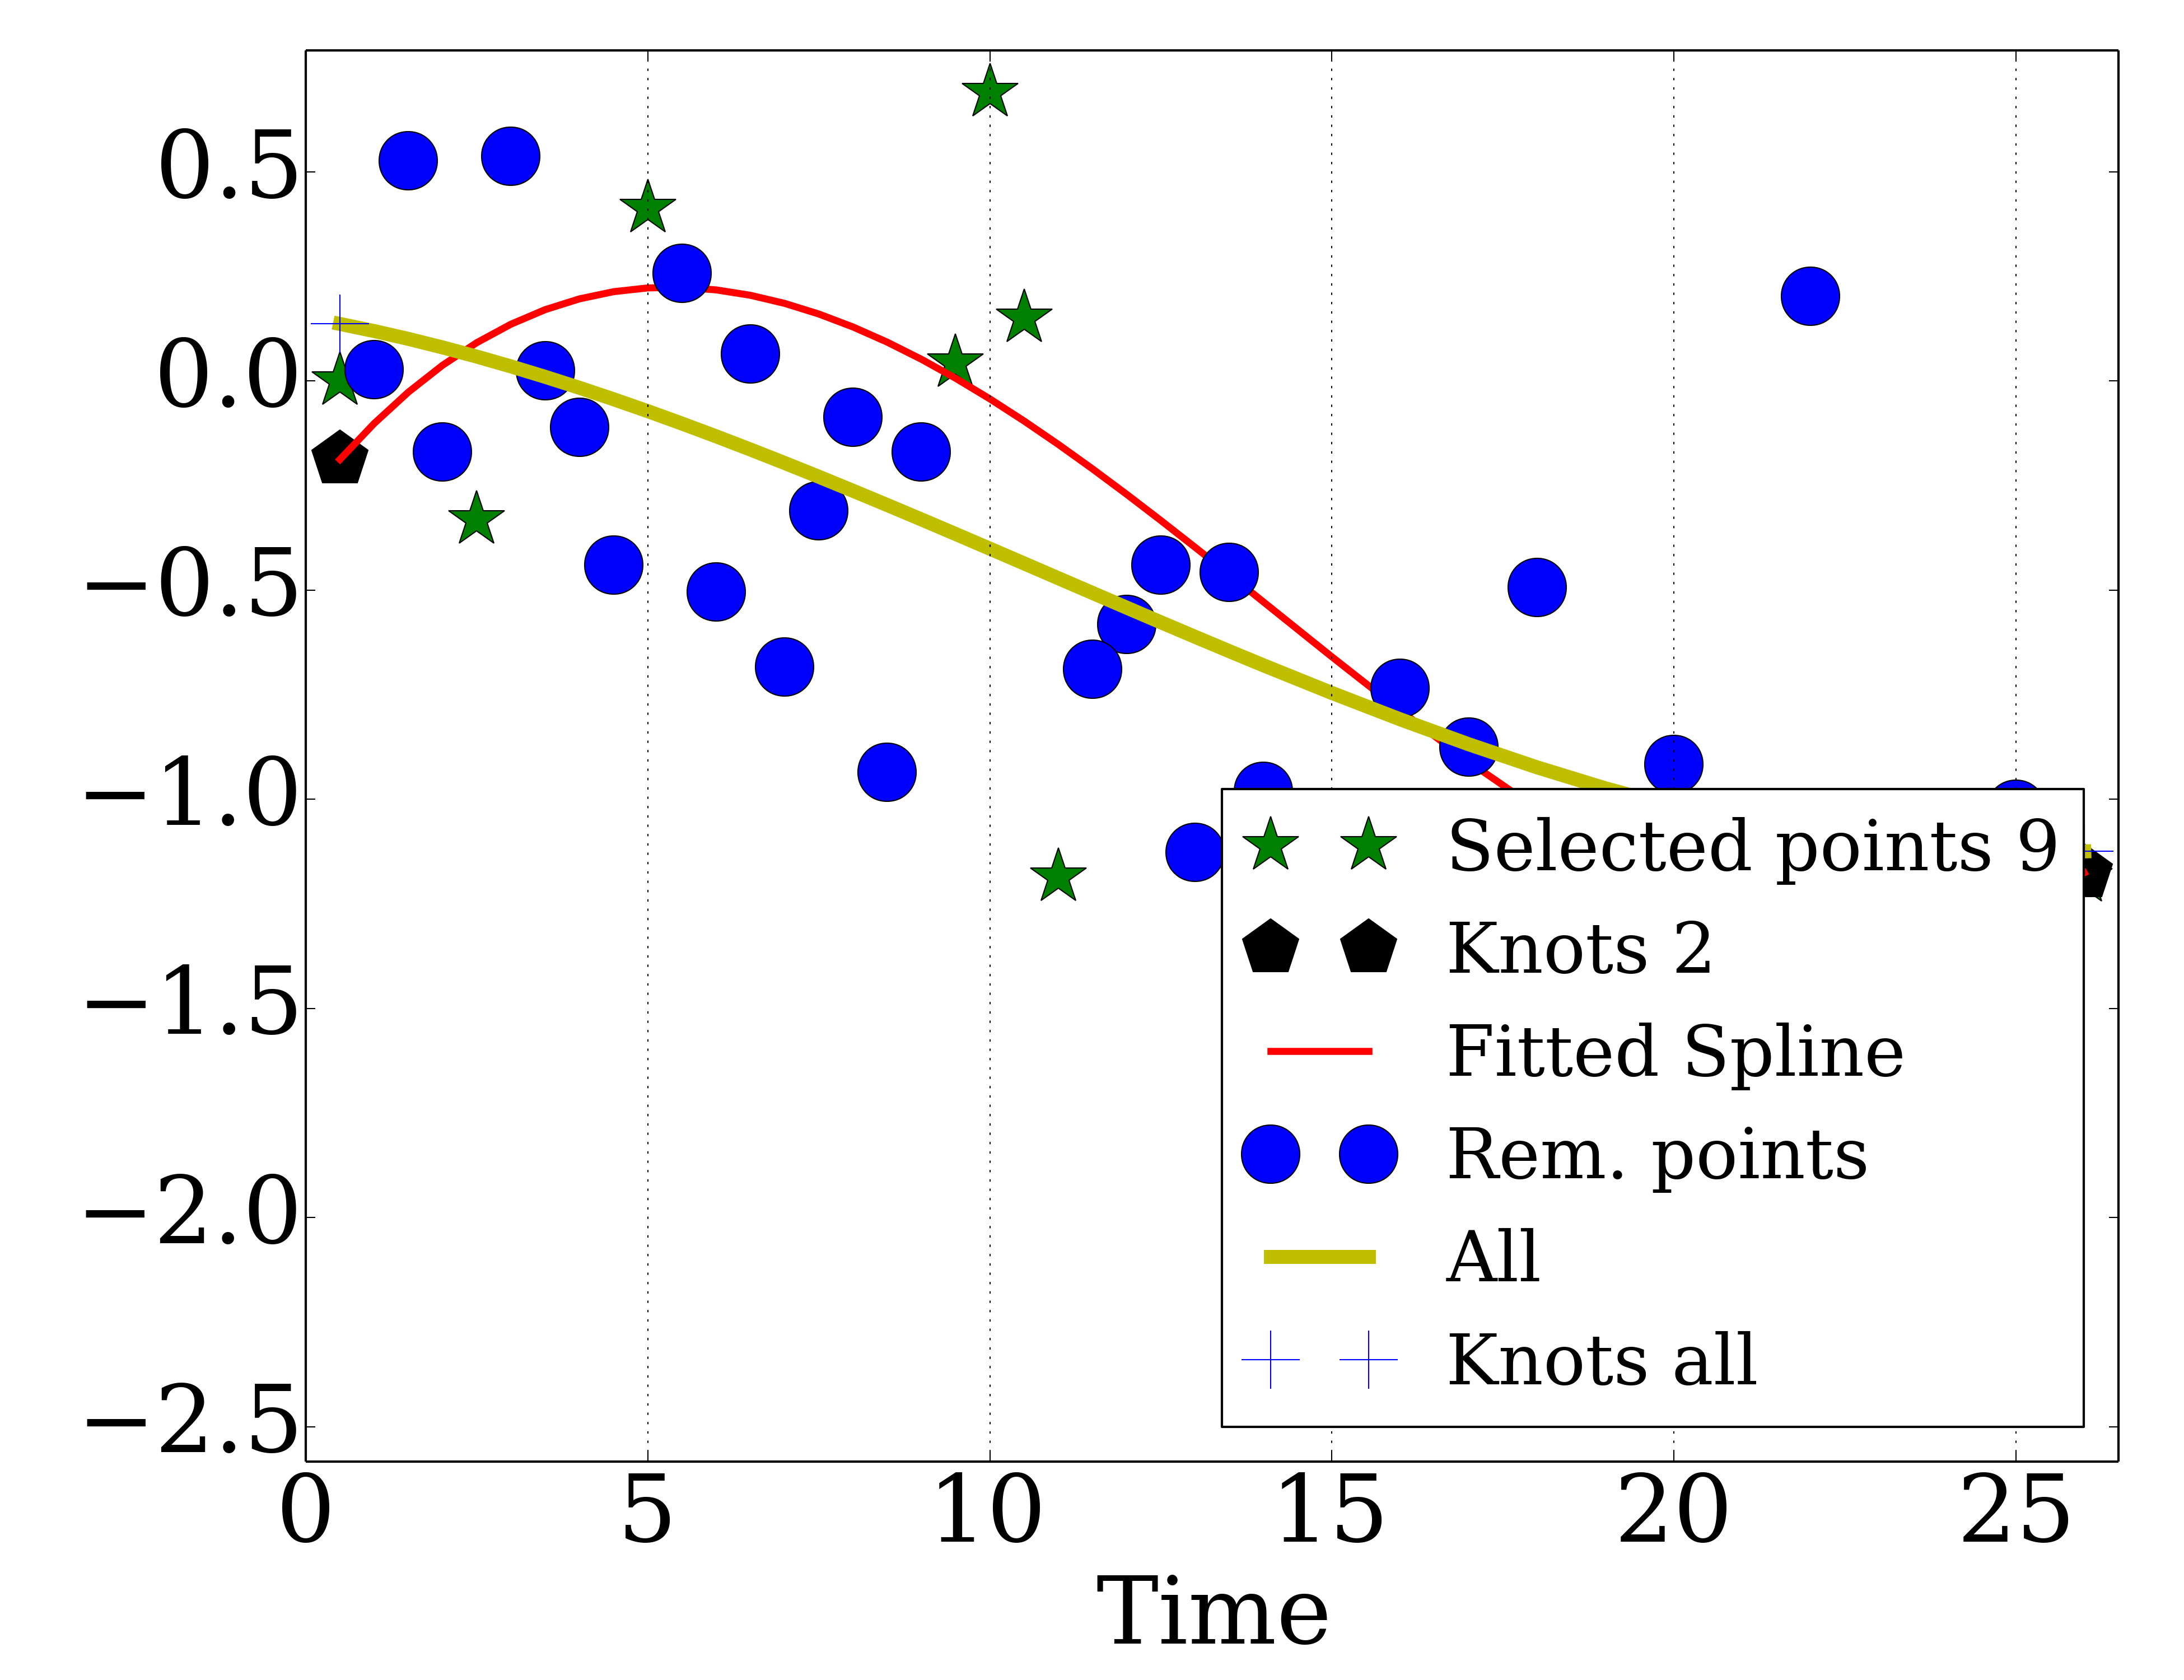 0.5
0.0
−0.5
−1.0
−1.5
−2.0
−2.5
Selected points 9
Knots 2
Fitted Spline
Rem. points
All
Knots all
0 5 10 15 20 25
Time